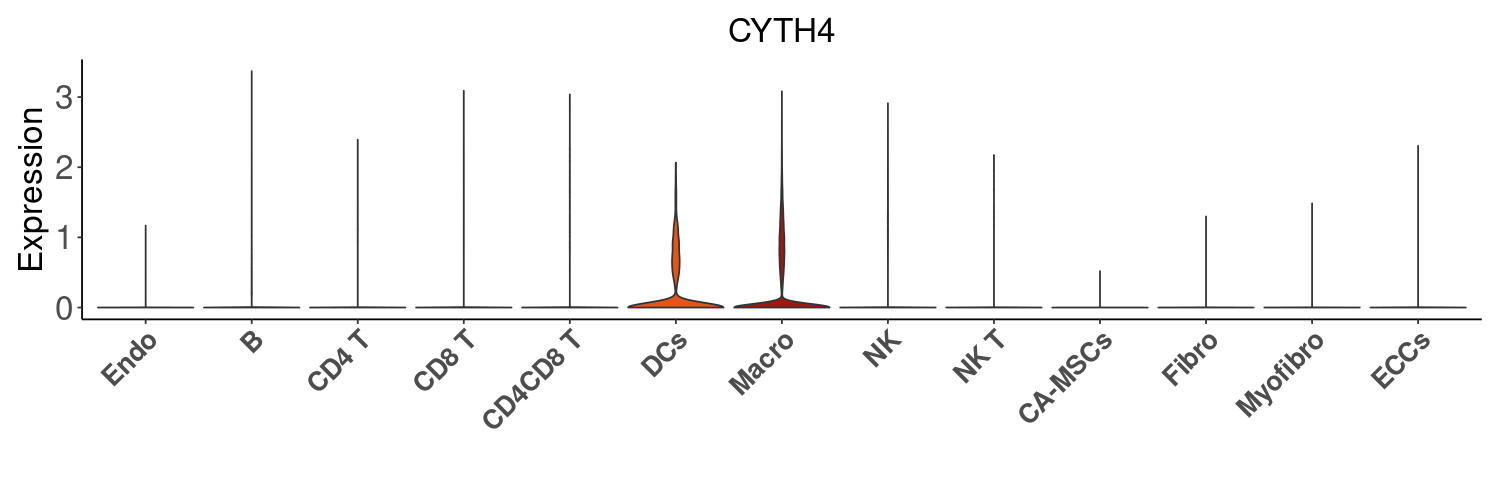 CYTH4
Expression
3
2
1
0
Endo
B
CD4 T
CD8 T
CD4CD8 T
DCs
Macro
NK
NK T
CA-MSCs
Fibro
Myofibro
ECCs